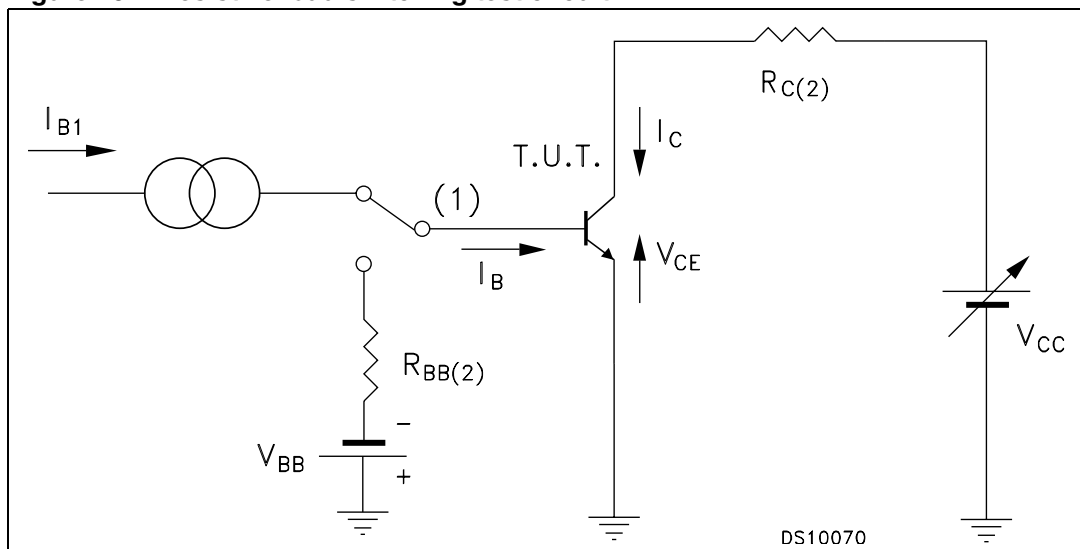 I_B1
T.U.T.
(1)
I_B
R_C(2)
I_C
V_CE
R_BB(2)
V_BB
-
+
V_CC
DS10070